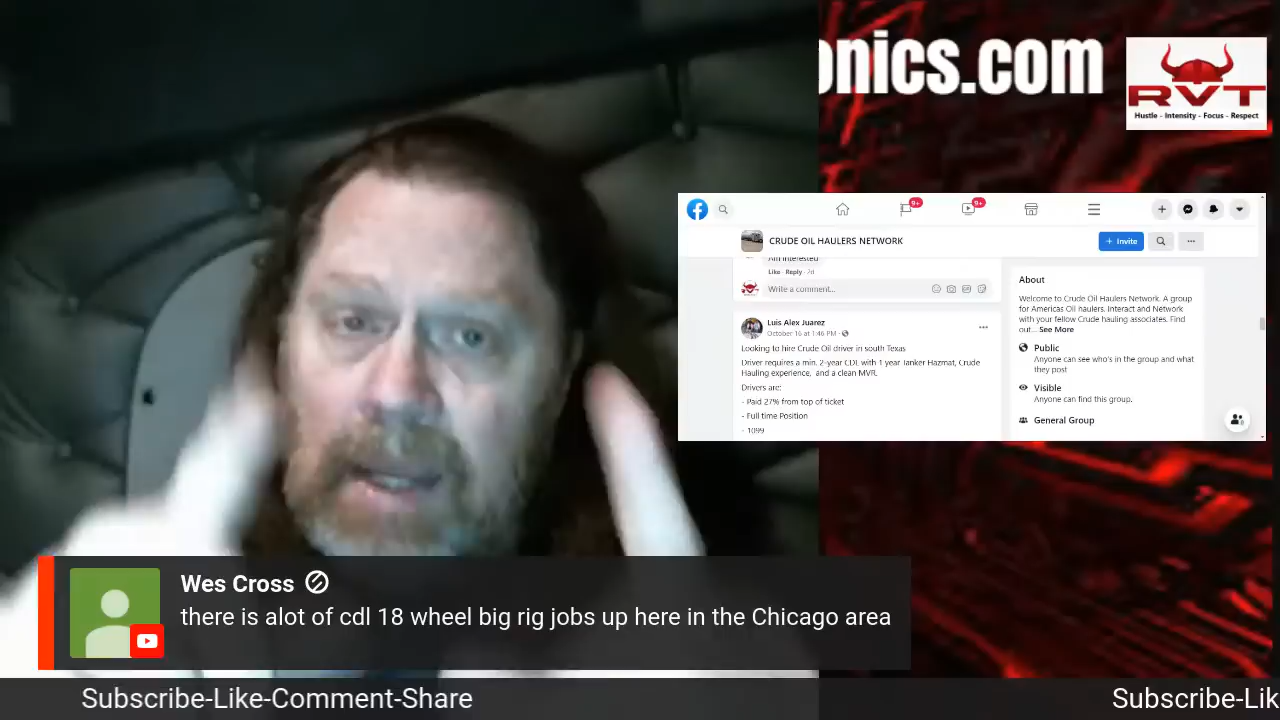 onics.com
RVT
Hustle - Intensity - Focus - Respect
9+
9+
CRUDE OIL HAULERS NETWORK
+ Invite
Am interested
Like · Reply · 2d
Write a comment...
Luis Alex Juarez
October 16 at 1:46 PM ·
Looking to hire Crude Oil driver in south Texas
Driver requires a min. 2-year CDL with 1 year Tanker Hazmat, Crude
Hauling experience, and a clean MVR.
Drivers are:
- Paid 27% from top of ticket
- Full time Position
- 1099
About
Welcome to Crude Oil Haulers Network. A group
for Americas Oil haulers. Interact and Network
with your fellow Crude hauling associates. Find
out... See More
Public
Anyone can see who's in the group and what
they post
Visible
Anyone can find this group.
General Group
Wes Cross
there is alot of cdl 18 wheel big rig jobs up here in the Chicago area
Subscribe-Like-Comment-Share
Subscribe-Lik